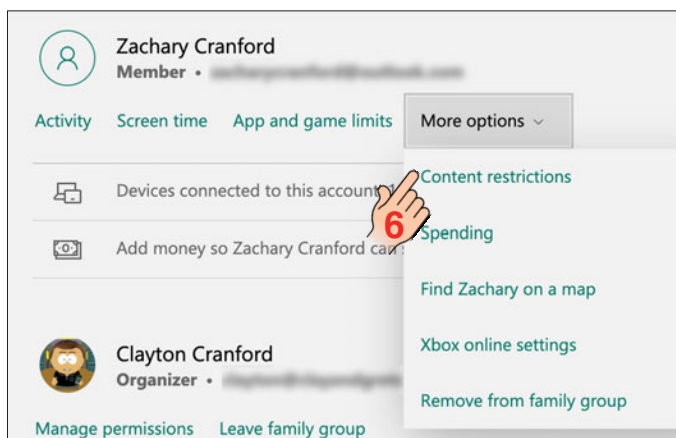 Zachary Cranford
Member •
Activity Screen time App and game limits More options
Content restrictions
Devices connected to this account
6
Spending
Add money so Zachary Cranford can
Find Zachary on a map
Xbox online settings
Clayton Cranford
Organizer •
Remove from family group
Manage permissions Leave family group